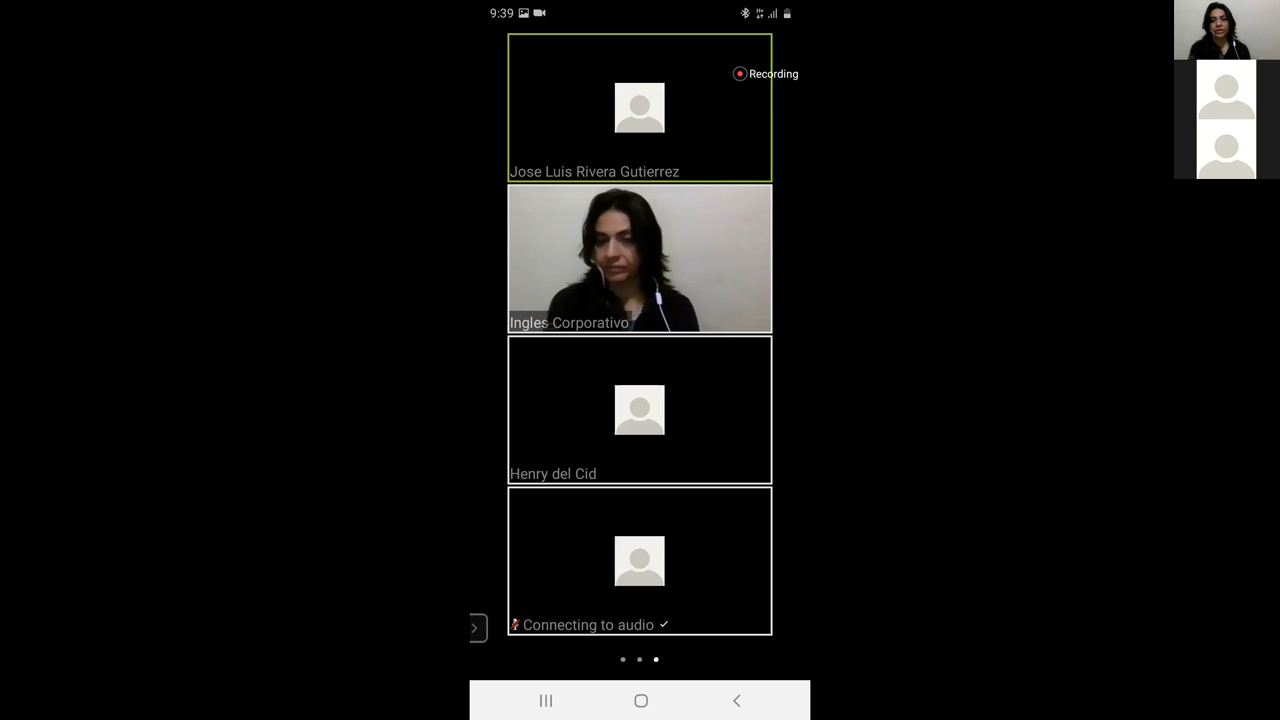 9:39
Recording
Jose Luis Rivera Gutierrez
Ingles Corporativo
Henry del Cid
Connecting to audio